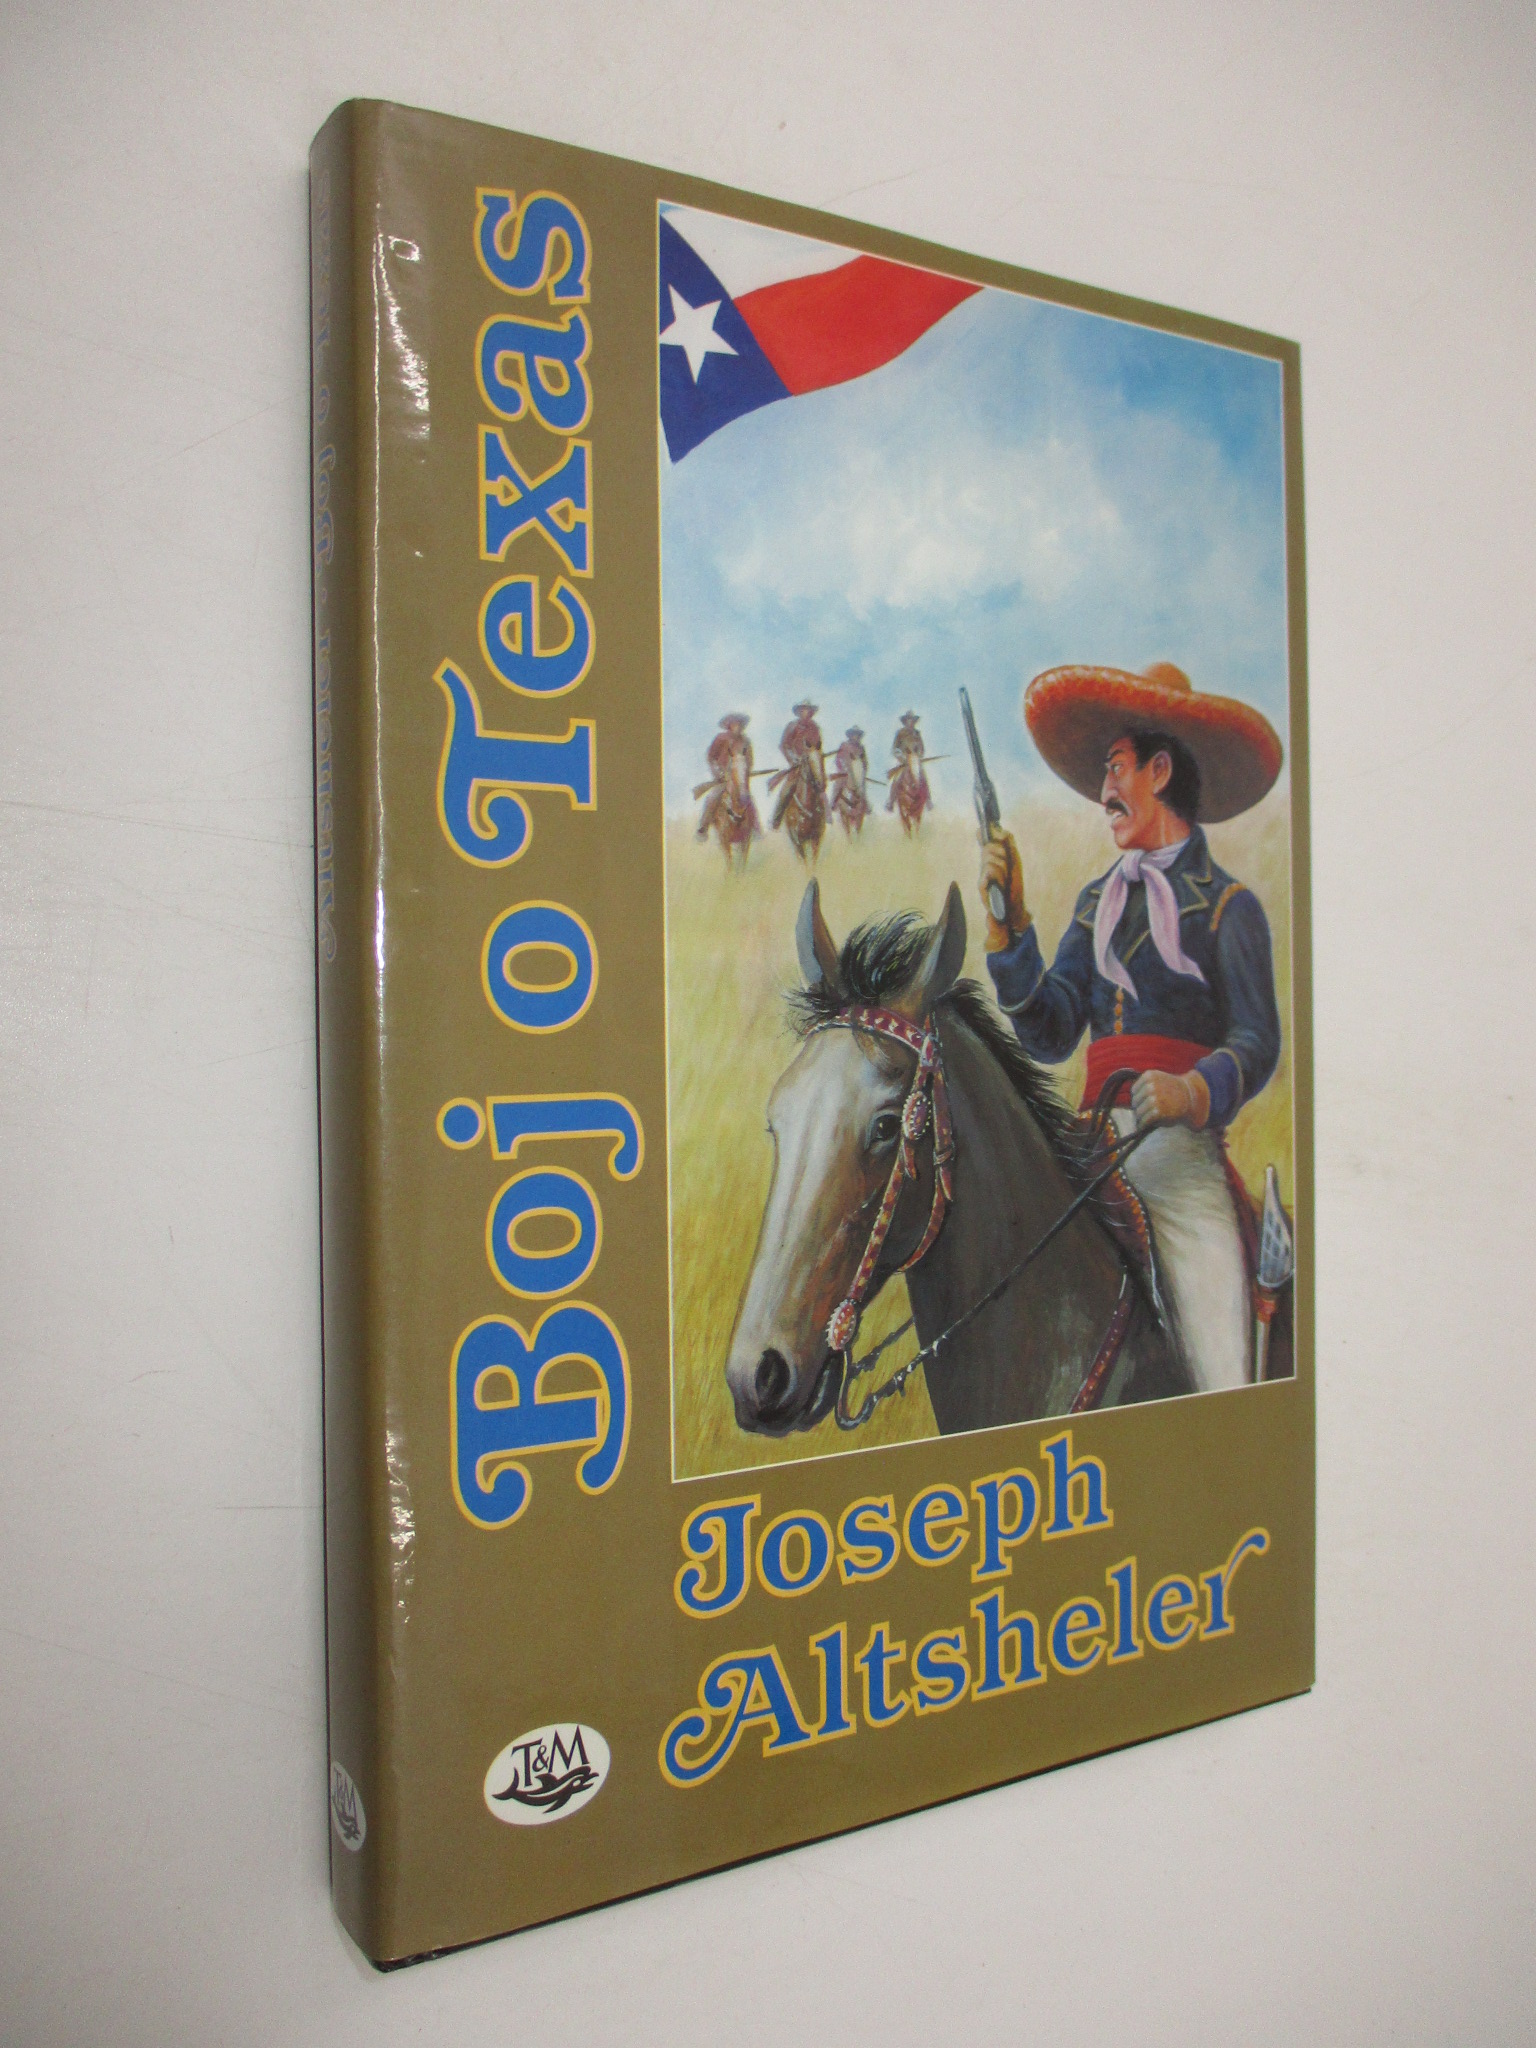 Boj o Texas
Joseph
Altsheler
T&M
T&M